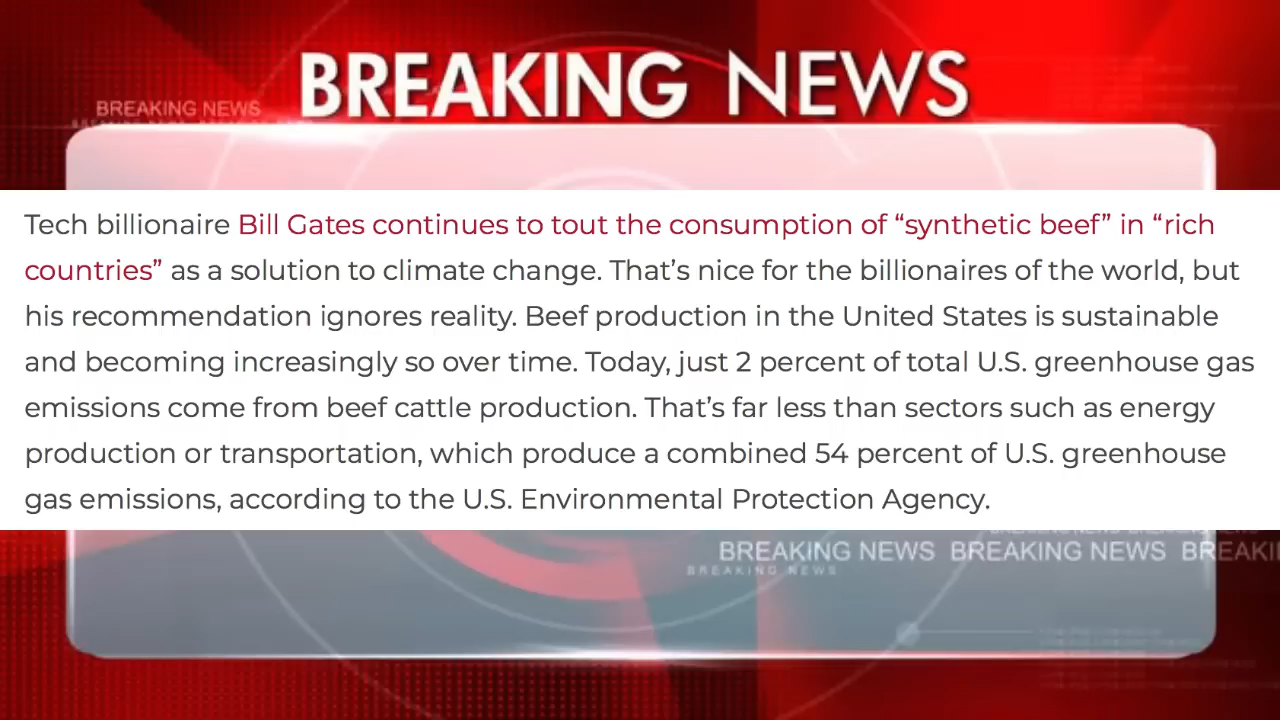 BREAKING NEWS
BREAKING NEWS
Tech billionaire Bill Gates continues to tout the consumption of “synthetic beef” in “rich
countries” as a solution to climate change. That’s nice for the billionaires of the world, but
his recommendation ignores reality. Beef production in the United States is sustainable
and becoming increasingly so over time. Today, just 2 percent of total U.S. greenhouse gas
emissions come from beef cattle production. That’s far less than sectors such as energy
production or transportation, which produce a combined 54 percent of U.S. greenhouse
gas emissions, according to the U.S. Environmental Protection Agency.
BREAKING NEWS BREAKING NEWS BREAKI
BREAKING NEWS